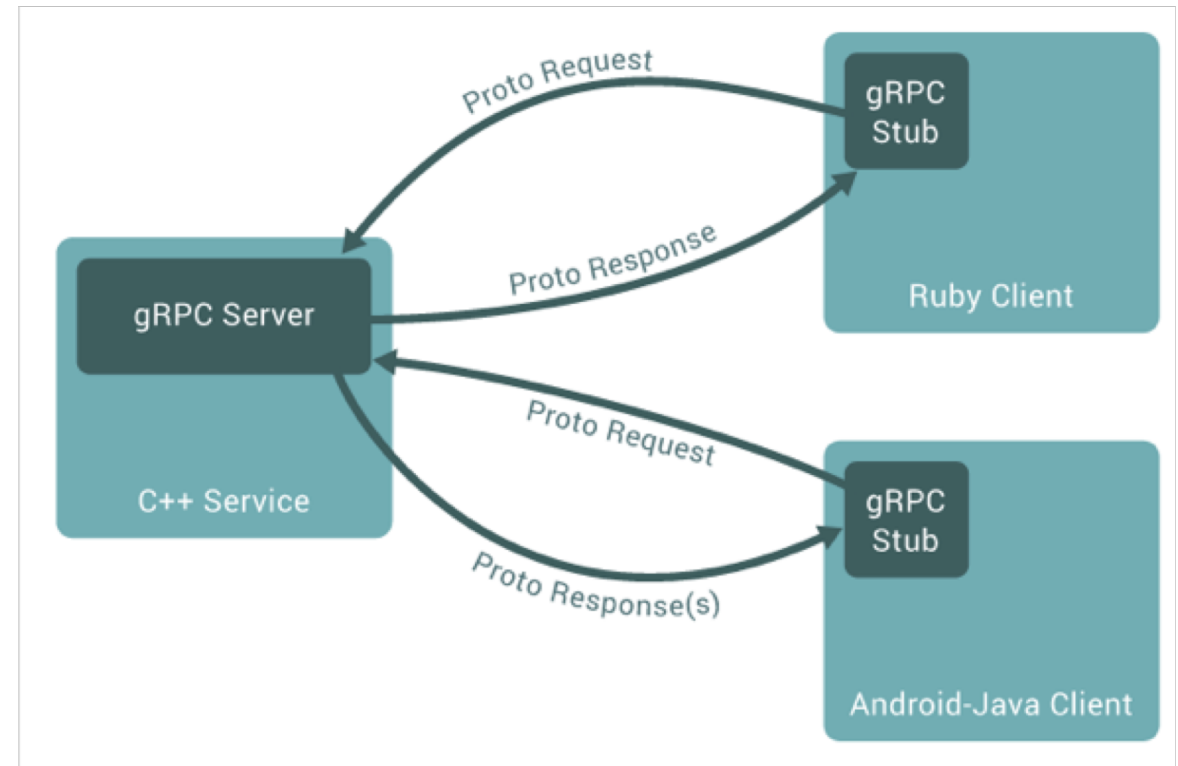 Proto Request
gRPC
Stub
Proto Response
Ruby Client
gRPC Server
C++ Service
Proto Request
gRPC
Stub
Proto Response(s)
Android-Java Client